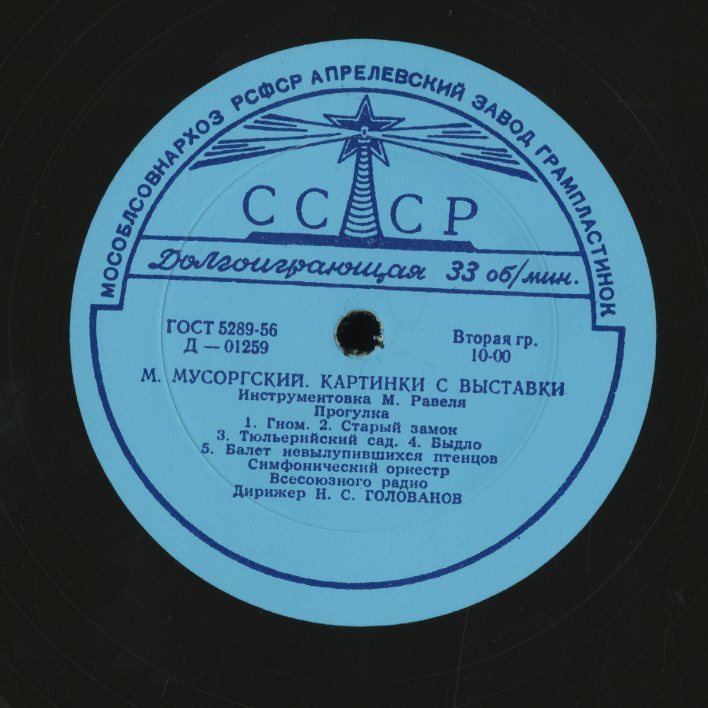 МОСОБЛСОВНАРХОЗ РСФСР АПРЕЛЕВСКИЙ ЗАВОД ГРАМПЛАСТИНОК
СССР
Долгоиграющая 33 об/мин.
ГОСТ 5289-56
Д — 01259
Вторая гр.
10-00
М. МУСОРГСКИЙ. КАРТИНКИ С ВЫСТАВКИ
Инструментовка М. Равеля
Прогулка
1. Гном. 2. Старый замок
3. Тюльерийский сад. 4. Быдло
5. Балет невылупившихся птенцов
Симфонический оркестр
Всесоюзного радио
Дирижер Н. С. ГОЛОВАНОВ